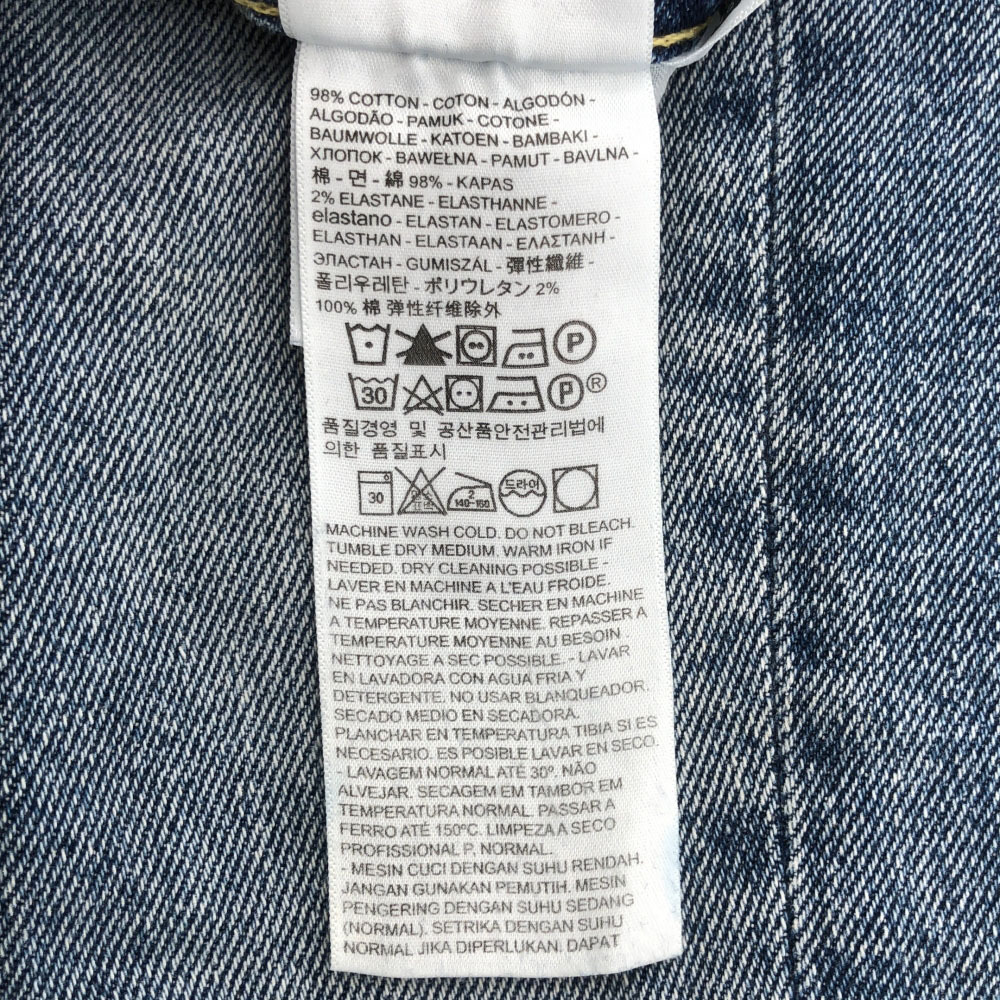 98% COTTON - COTON - ALGODÓN -
ALGODÃO - PAMUK - COTONE -
BAUMWOLLE - KATOEN - BAMBAKI -
ХЛОПОК - BAWEŁNA - PAMUT - BAVLNA -
棉 - 면 - 綿 98% - KAPAS
2% ELASTANE - ELASTHANNE -
elastano - ELASTAN - ELASTOMERO -
ELASTHAN - ELASTAAN - ΕΛΑΣΤΑΝΗ -
ЭЛАСТАН - GUMISZÁL - 彈性纖維 -
폴리우레탄 - ポリウレタン 2%
100% 棉 弹性纤维除外
P
30 P ®
품질경영 및 공산품안전관리법에
의한 품질표시
30 염소표백 2 140~160 드라이
MACHINE WASH COLD. DO NOT BLEACH.
TUMBLE DRY MEDIUM. WARM IRON IF
NEEDED. DRY CLEANING POSSIBLE -
LAVER EN MACHINE A L'EAU FROIDE.
NE PAS BLANCHIR. SECHER EN MACHINE
A TEMPERATURE MOYENNE. REPASSER A
TEMPERATURE MOYENNE AU BESOIN
NETTOYAGE A SEC POSSIBLE. - LAVAR
EN LAVADORA CON AGUA FRIA Y
DETERGENTE. NO USAR BLANQUEADOR.
SECADO MEDIO EN SECADORA.
PLANCHAR EN TEMPERATURA TIBIA SI ES
NECESARIO. ES POSIBLE LAVAR EN SECO.
- LAVAGEM NORMAL ATÉ 30º. NÃO
ALVEJAR. SECAGEM EM TAMBOR EM
TEMPERATURA NORMAL. PASSAR A
FERRO ATÉ 150ºC. LIMPEZA A SECO
PROFISSIONAL P. NORMAL.
- MESIN CUCI DENGAN SUHU RENDAH.
JANGAN GUNAKAN PEMUTIH. MESIN
PENGERING DENGAN SUHU SEDANG
(NORMAL). SETRIKA DENGAN SUHU
NORMAL JIKA DIPERLUKAN. DAPAT